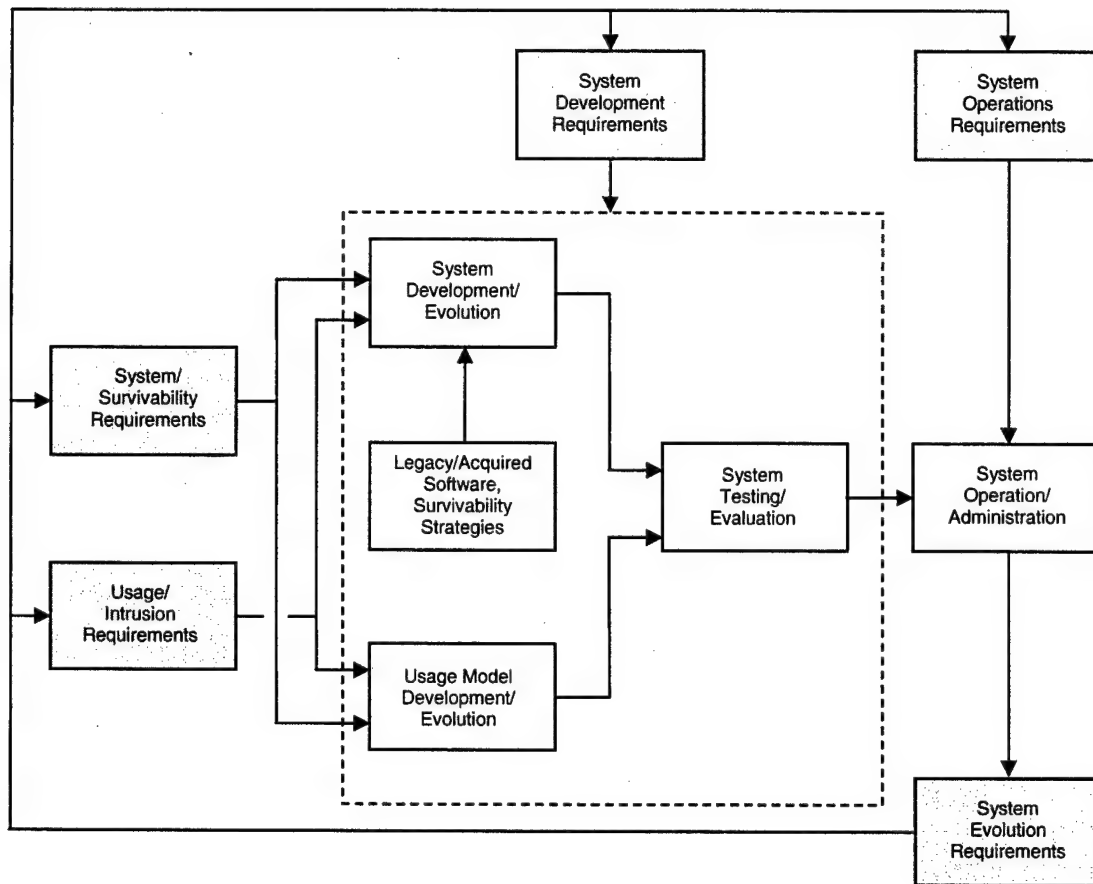 System
Development
Requirements
System
Operations
Requirements
System
Development/
Evolution
System/
Survivability
Requirements
Legacy/Acquired
Software,
Survivability
Strategies
System
Testing/
Evaluation
System
Operation/
Administration
Usage/
Intrusion
Requirements
Usage Model
Development/
Evolution
System
Evolution
Requirements